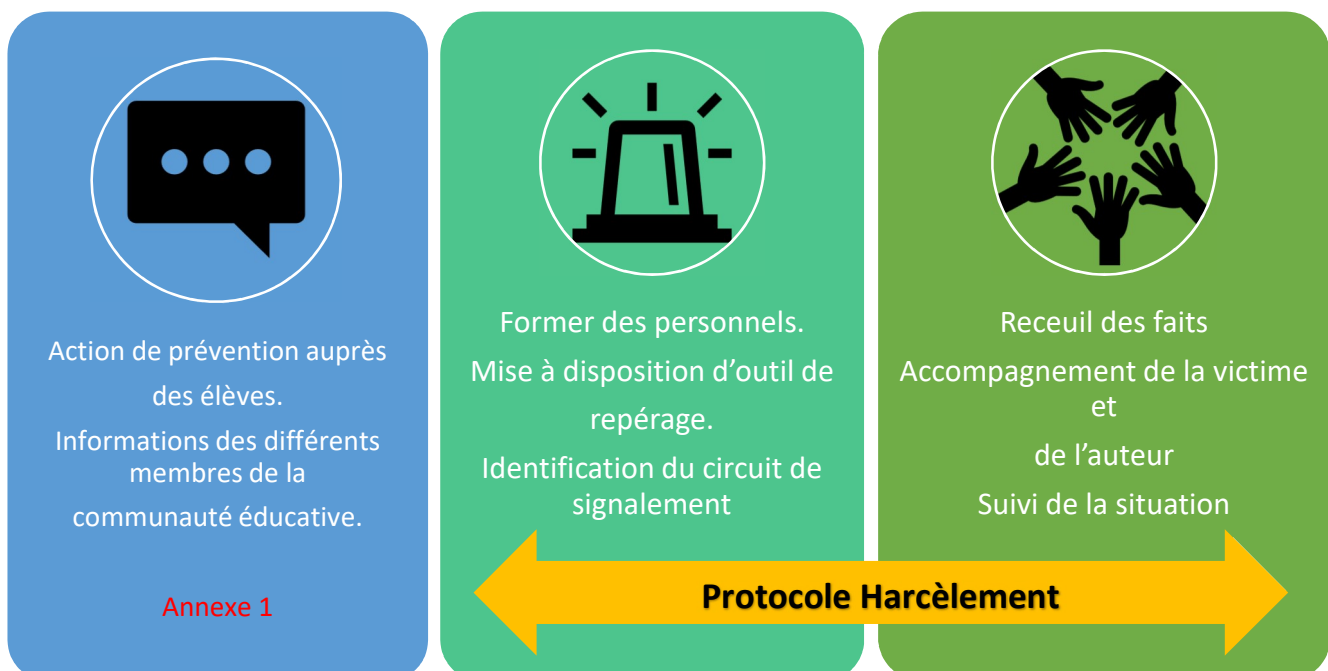 Action de prévention auprès
des élèves.
Informations des différents
membres de la
communauté éducative.
Annexe 1
Former des personnels.
Mise à disposition d’outil de
repérage.
Identification du circuit de
signalement
Receuil des faits
Accompagnement de la victime
et
de l’auteur
Suivi de la situation
Protocole Harcèlement